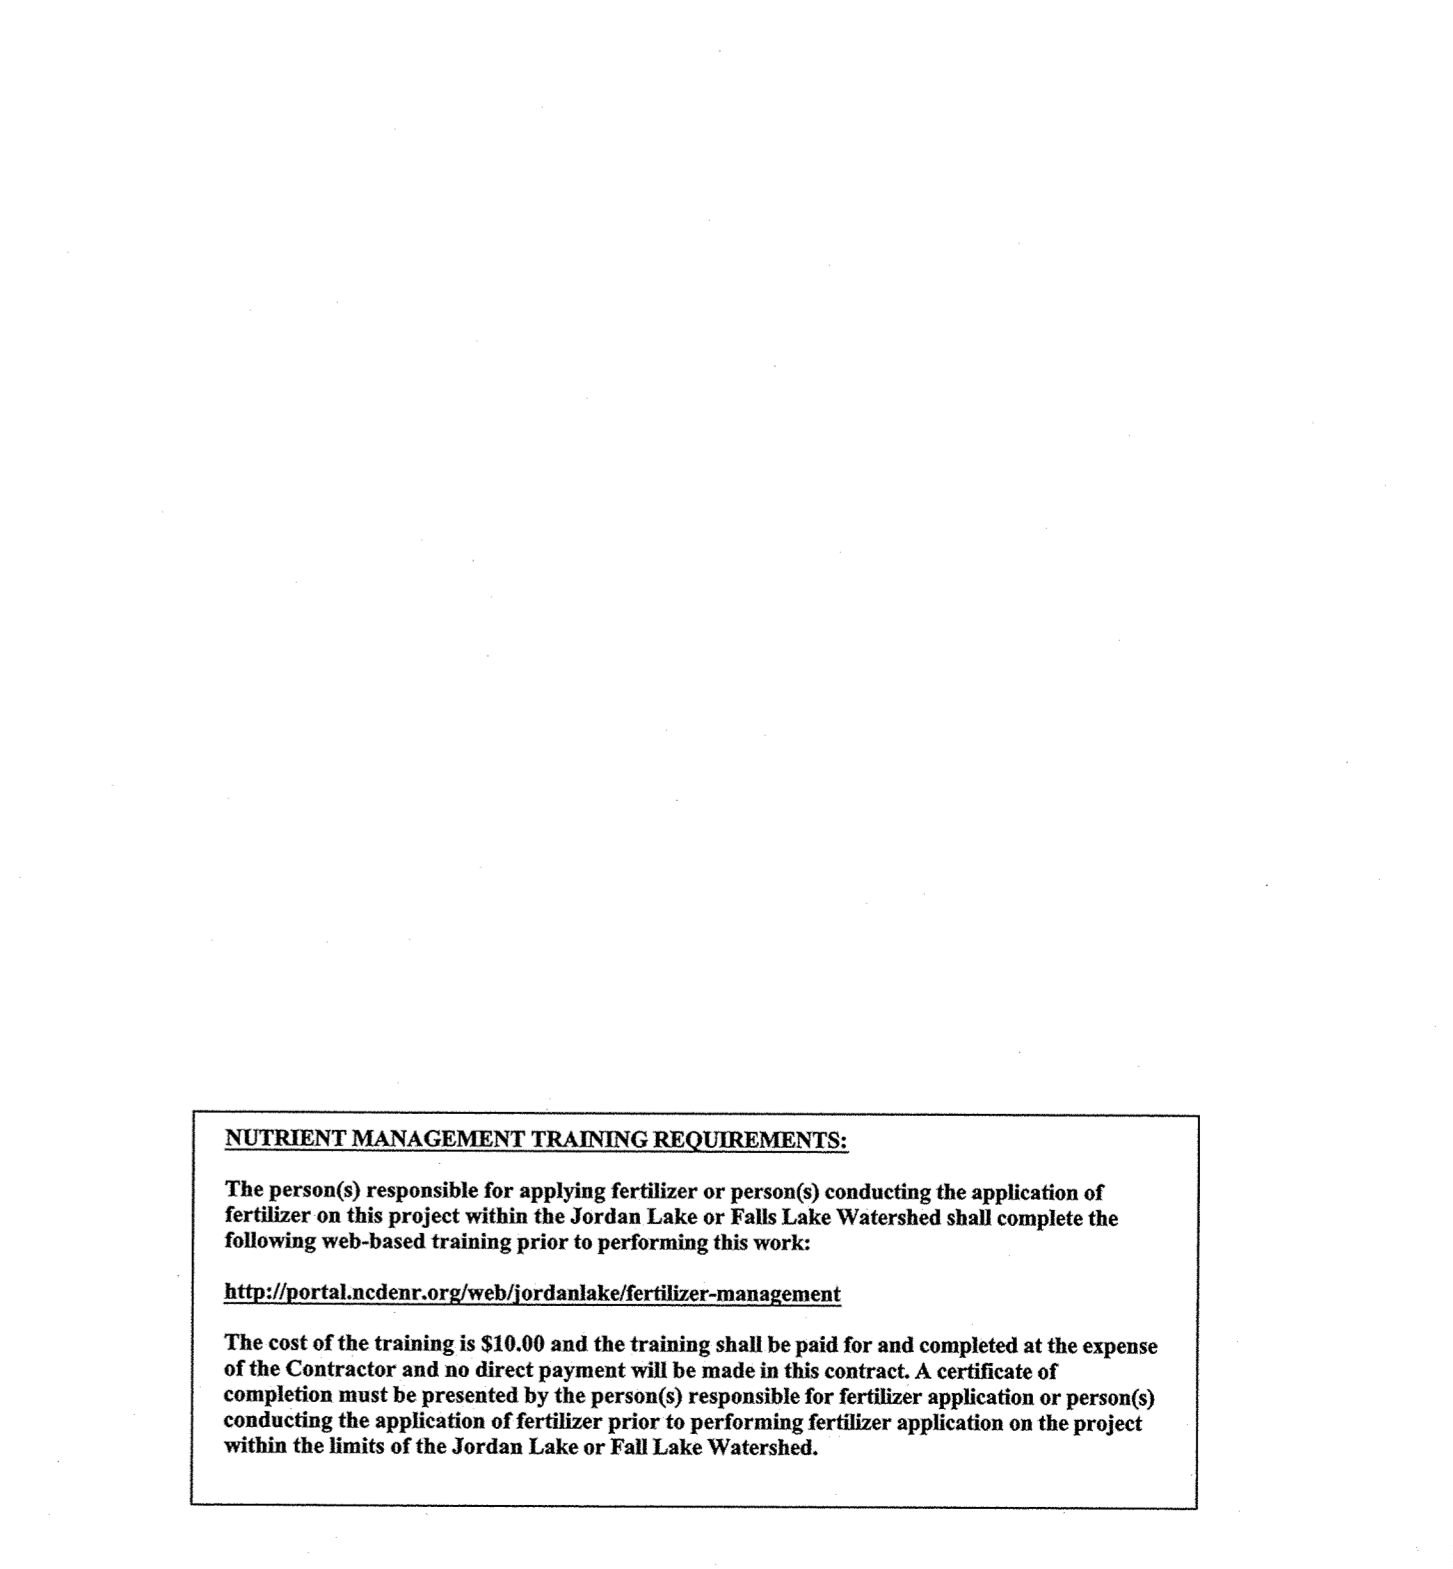 NUTRIENT MANAGEMENT TRAINING REQUIREMENTS:
The person(s) responsible for applying fertilizer or person(s) conducting the application of
fertilizer on this project within the Jordan Lake or Falls Lake Watershed shall complete the
following web-based training prior to performing this work:
http://portal.ncdenr.org/web/jordanlake/fertilizer-management
The cost of the training is $10.00 and the training shall be paid for and completed at the expense
of the Contractor and no direct payment will be made in this contract. A certificate of
completion must be presented by the person(s) responsible for fertilizer application or person(s)
conducting the application of fertilizer prior to performing fertilizer application on the project
within the limits of the Jordan Lake or Fall Lake Watershed.